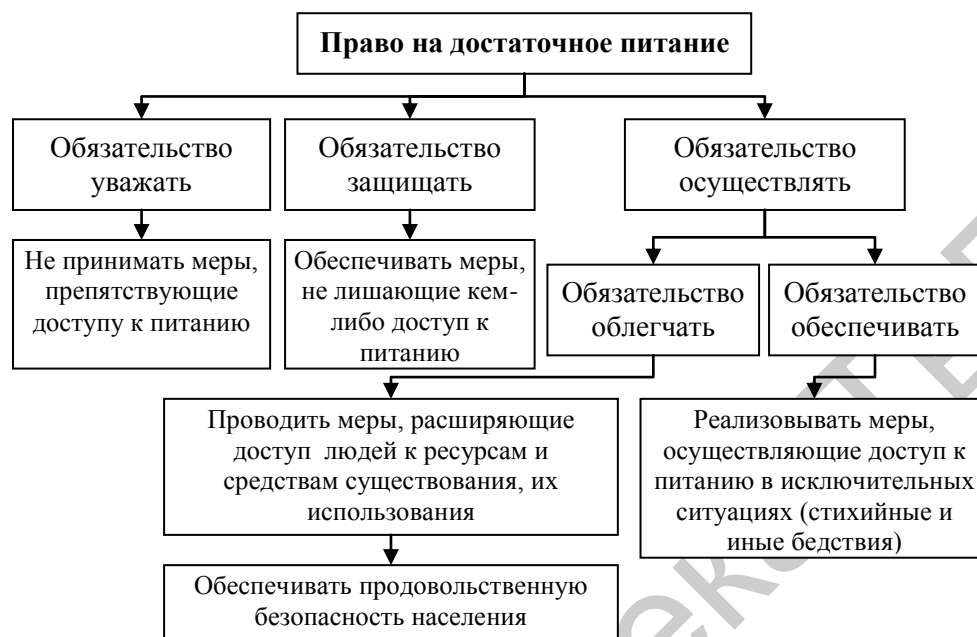 Право на достаточное питание
Обязательство
уважать
Обязательство
защищать
Обязательство
осуществлять
Не принимать меры,
препятствующие
доступу к питанию
Обеспечивать меры,
не лишающие кем-
либо доступ к
питанию
Обязательство
облегчать
Обязательство
обеспечивать
Проводить меры, расширяющие
доступ людей к ресурсам и
средствам существования, их
использования
Реализовывать меры,
осуществляющие доступ к
питанию в исключительных
ситуациях (стихийные и
иные бедствия)
Обеспечивать продовольственную
безопасность населения